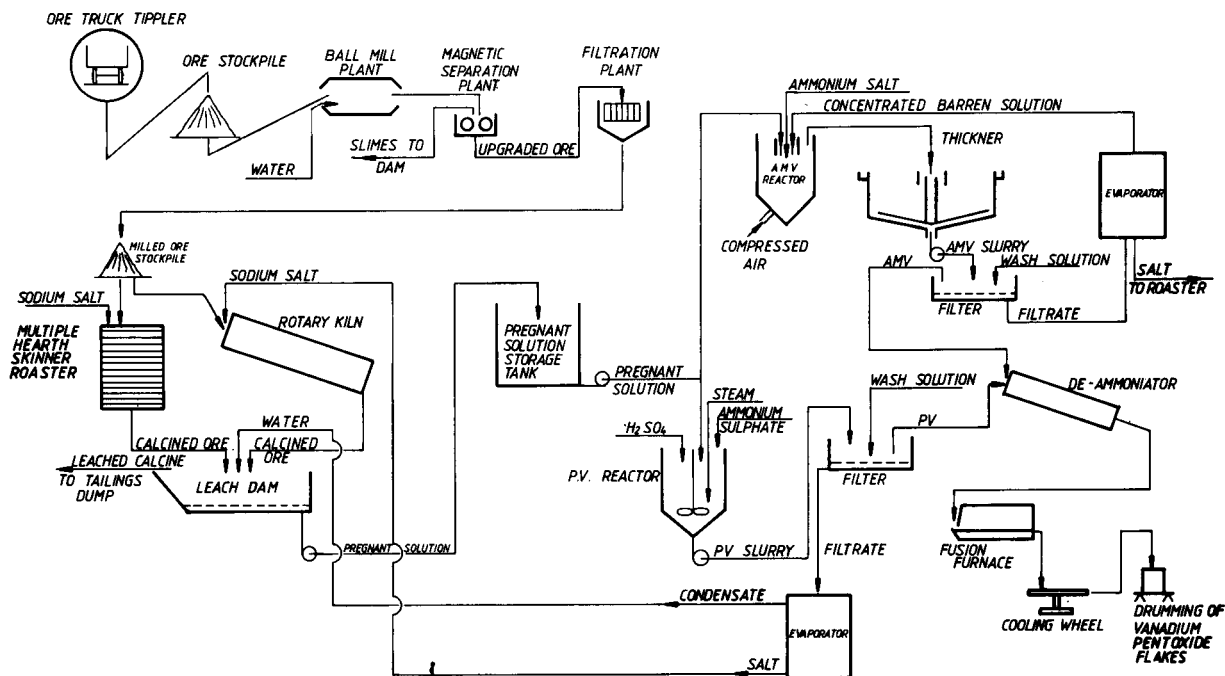 ORE TRUCK TIPPLER
ORE STOCKPILE
BALL MILL
PLANT
MAGNETIC
SEPARATION
PLANT
FILTRATION
PLANT
WATER
SLIMES TO
DAM
UPGRADED ORE
AMMONIUM SALT
CONCENTRATED BARREN SOLUTION
THICKNER
AMV
REACTOR
COMPRESSED
AIR
EVAPORATOR
AMV SLURRY
AMV
WASH SOLUTION
SALT
TO ROASTER
FILTER
FILTRATE
MILLED ORE
STOCKPILE
SODIUM SALT
SODIUM SALT
MULTIPLE
HEARTH
SKINNER
ROASTER
ROTARY KILN
PREGNANT
SOLUTION
STORAGE
TANK
PREGNANT
SOLUTION
WASH SOLUTION
DE-AMMONIATOR
STEAM
AMMONIUM
SULPHATE
H₂SO₄
PV
P.V. REACTOR
FILTER
WATER
CALCINED ORE
CALCINED
ORE
LEACHED CALCINE
TO TAILINGS
DUMP
LEACH DAM
PREGNANT SOLUTION
PV SLURRY
FILTRATE
FUSION
FURNACE
CONDENSATE
EVAPORATOR
SALT
COOLING WHEEL
DRUMMING OF
VANADIUM
PENTOXIDE
FLAKES